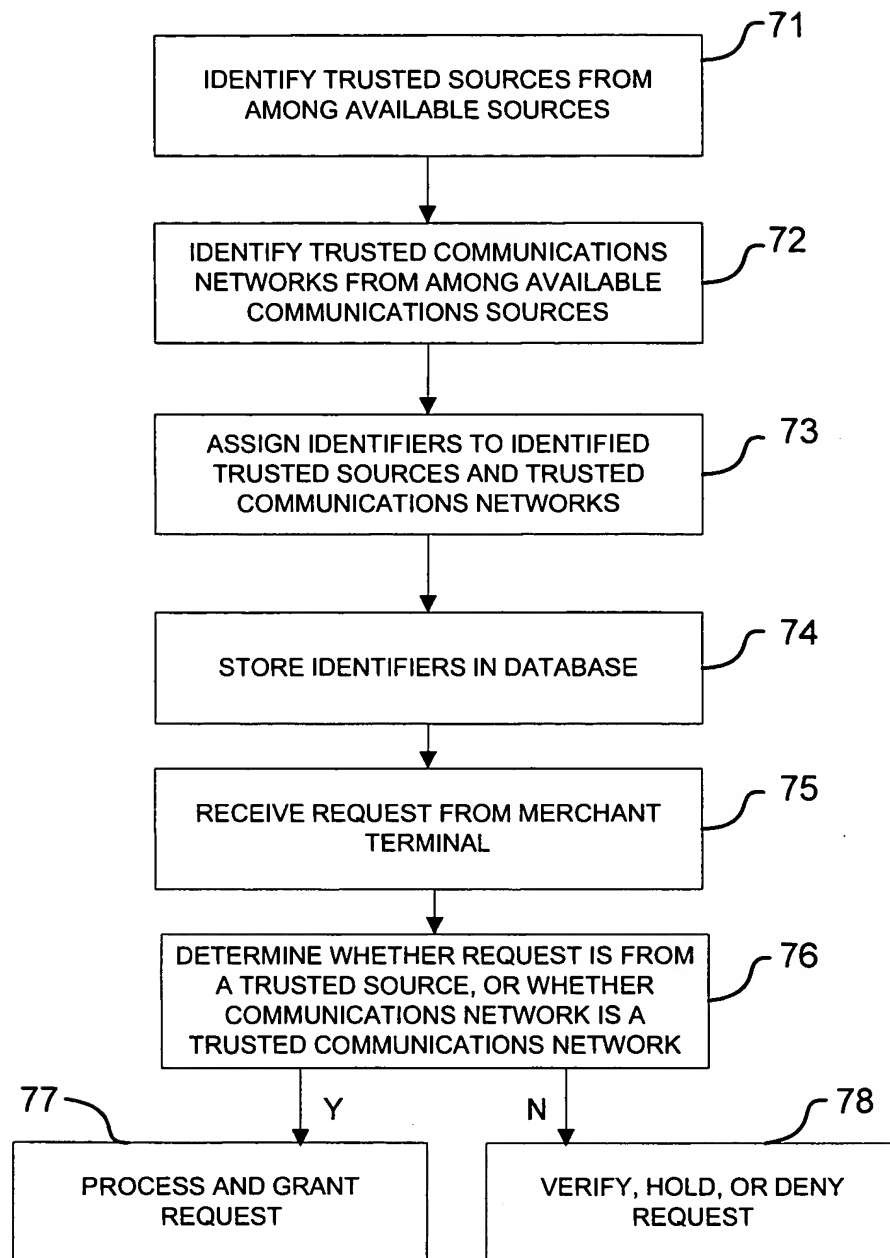 71
IDENTIFY TRUSTED SOURCES FROM
AMONG AVAILABLE SOURCES
72
IDENTIFY TRUSTED COMMUNICATIONS
NETWORKS FROM AMONG AVAILABLE
COMMUNICATIONS SOURCES
73
ASSIGN IDENTIFIERS TO IDENTIFIED
TRUSTED SOURCES AND TRUSTED
COMMUNICATIONS NETWORKS
74
STORE IDENTIFIERS IN DATABASE
75
RECEIVE REQUEST FROM MERCHANT
TERMINAL
76
DETERMINE WHETHER REQUEST IS FROM
A TRUSTED SOURCE, OR WHETHER
COMMUNICATIONS NETWORK IS A
TRUSTED COMMUNICATIONS NETWORK
77
Y
N
78
PROCESS AND GRANT
REQUEST
VERIFY, HOLD, OR DENY
REQUEST